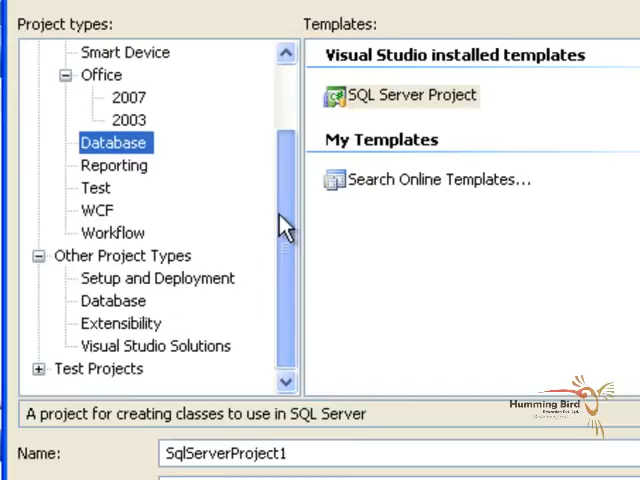 Project types:
Templates:
Smart Device
Office
2007
2003
Database
Reporting
Test
WCF
Workflow
Other Project Types
Setup and Deployment
Database
Extensibility
Visual Studio Solutions
Test Projects
Visual Studio installed templates
SQL Server Project
My Templates
Search Online Templates...
A project for creating classes to use in SQL Server
Humming Bird
Name:
SqlServerProject1